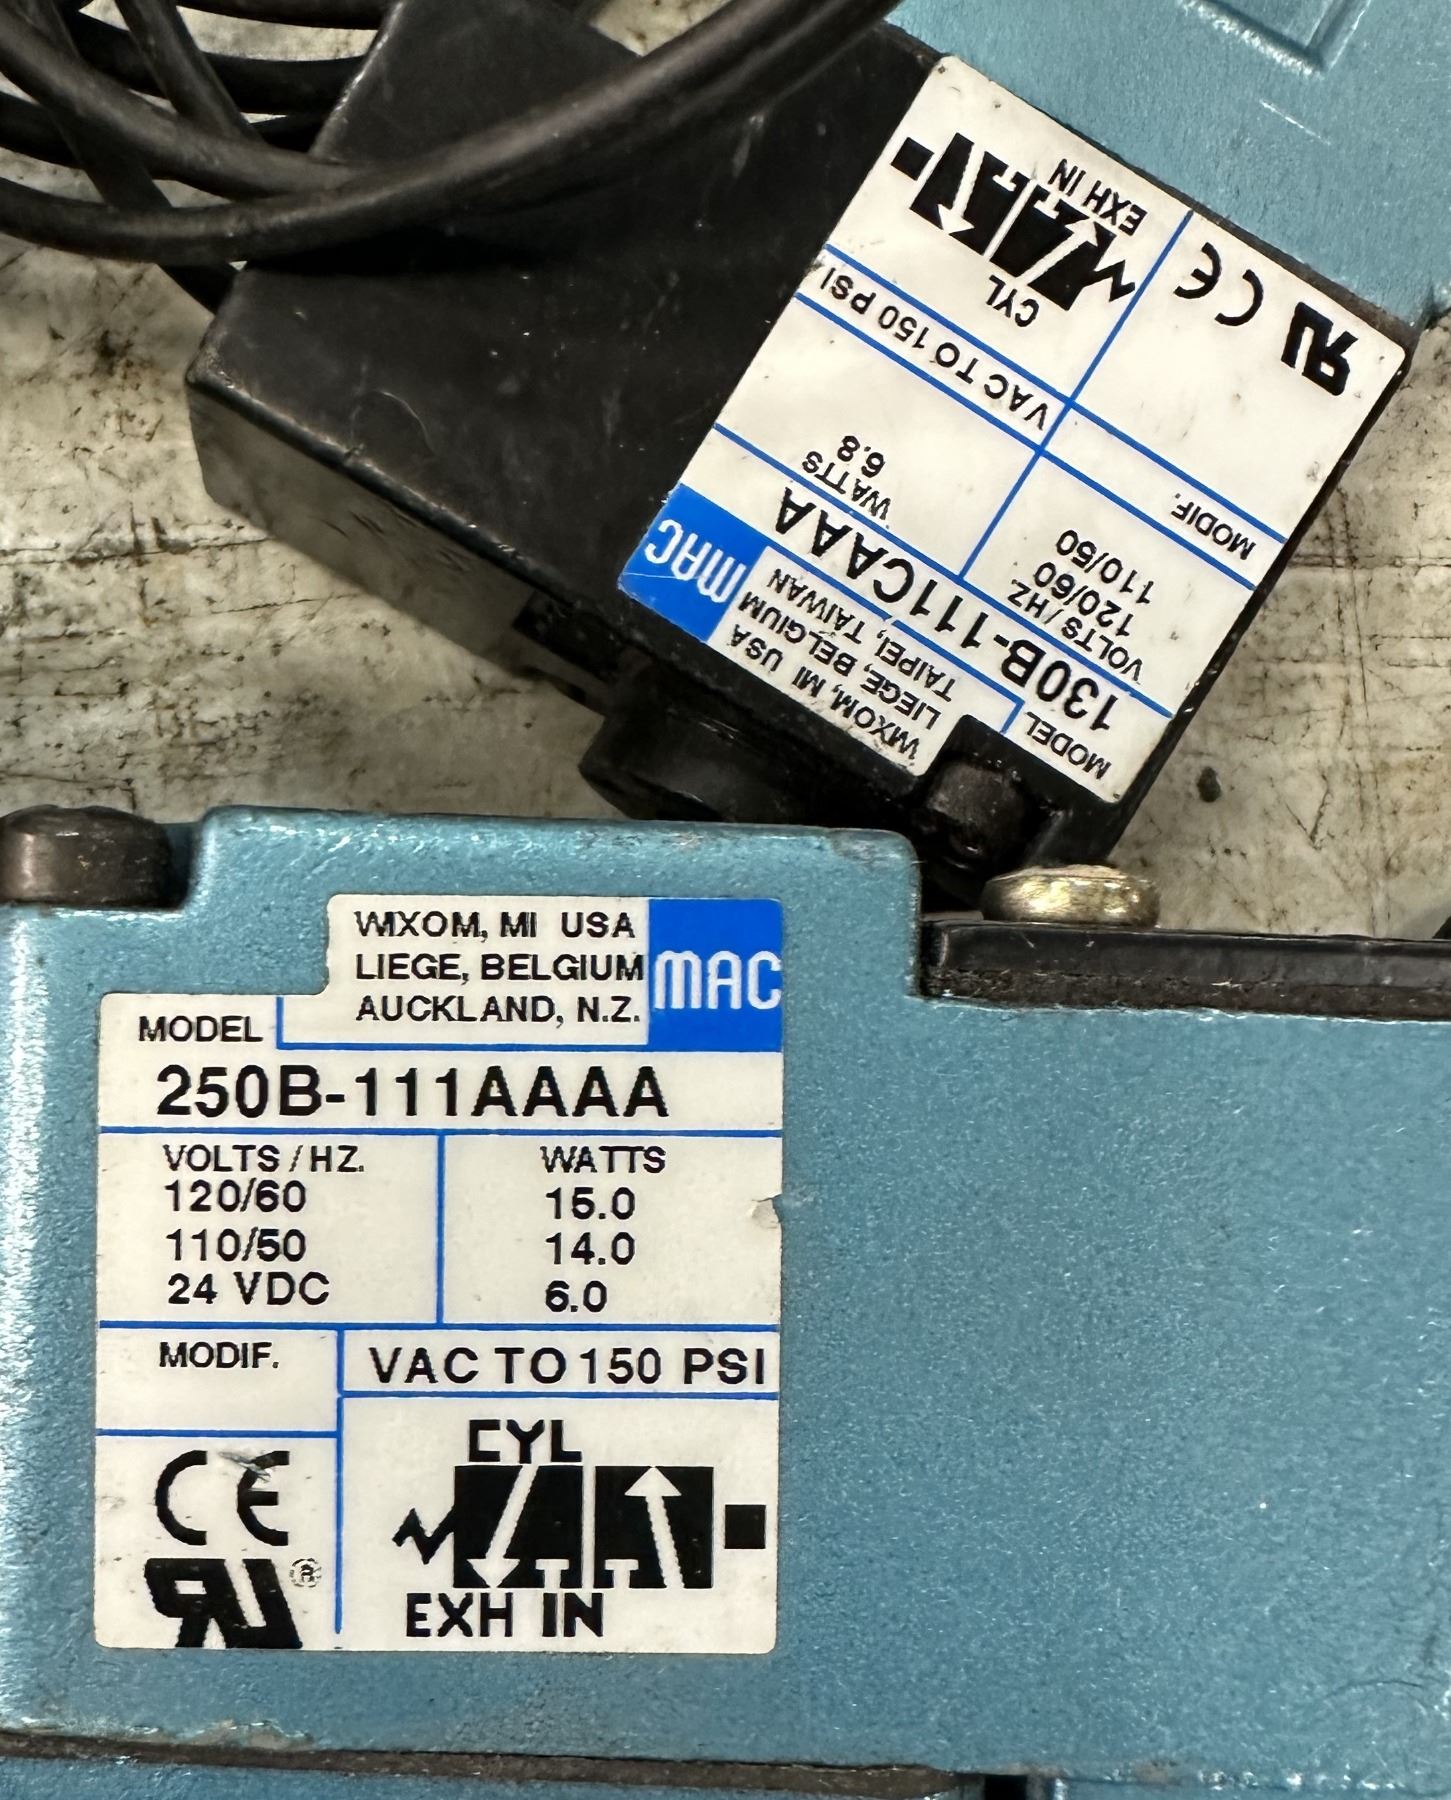 WIXOM, MI USA
LIEGE, BELGIUM
TAIPEI, TAIWAN
MAC
MODEL
130B-111CAAA
VOLTS/HZ
120/60
110/50
WATTS
6.8
MODIF.
VAC TO 150 PSI
CE
CYL
EXH IN
WIXOM, MI USA
LIEGE, BELGIUM
AUCKLAND, N.Z.
MAC
MODEL
250B-111AAAA
VOLTS/HZ.
WATTS
120/60
15.0
110/50
14.0
24 VDC
6.0
MODIF.
VAC TO 150 PSI
CE
CYL
EXH IN